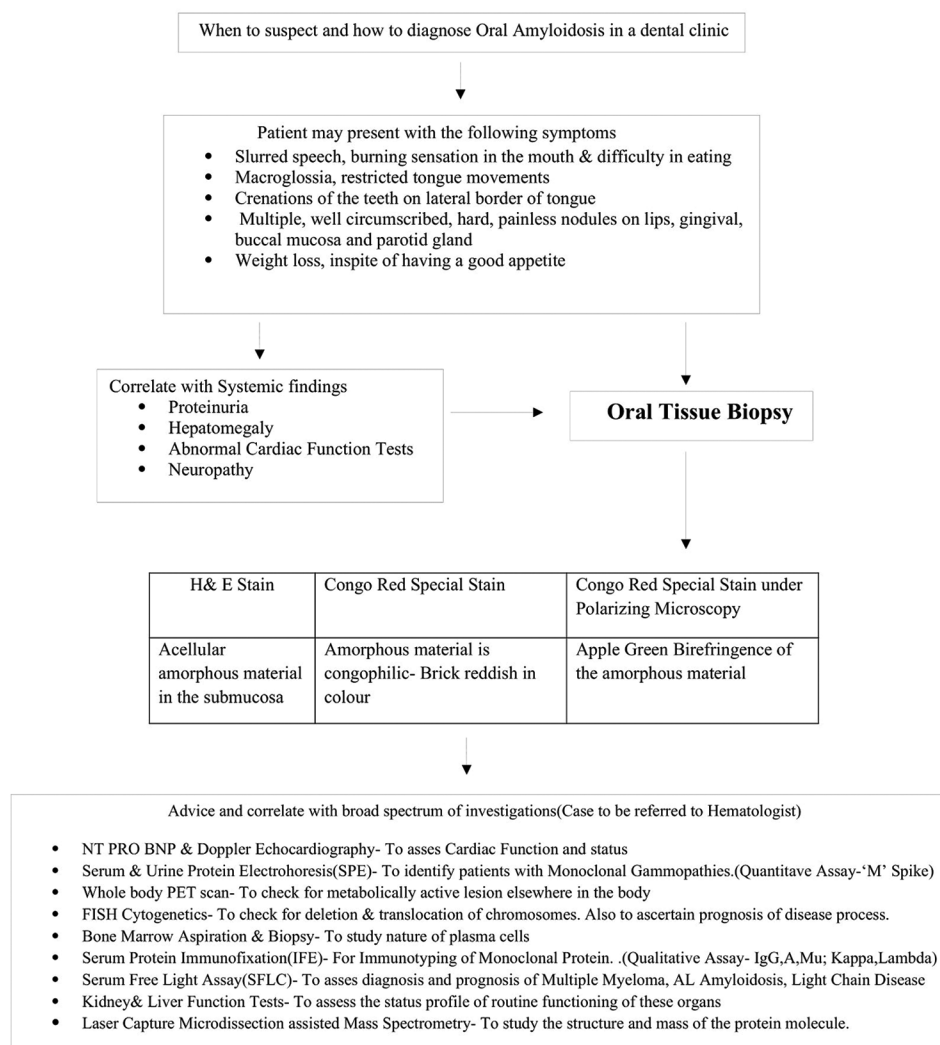 When to suspect and how to diagnose Oral Amyloidosis in a dental clinic
Patient may present with the following symptoms
• Slurred speech, burning sensation in the mouth & difficulty in eating
• Macroglossia, restricted tongue movements
• Crenations of the teeth on lateral border of tongue
• Multiple, well circumscribed, hard, painless nodules on lips, gingival,
buccal mucosa and parotid gland
• Weight loss, inspite of having a good appetite
Correlate with Systemic findings
• Proteinuria
• Hepatomegaly
• Abnormal Cardiac Function Tests
• Neuropathy
Oral Tissue Biopsy
H& E Stain
Congo Red Special Stain
Congo Red Special Stain under
Polarizing Microscopy
Acellular
amorphous material
in the submucosa
Amorphous material is
congophilic- Brick reddish in
colour
Apple Green Birefringence of
the amorphous material
Advice and correlate with broad spectrum of investigations(Case to be referred to Hematologist)
• NT PRO BNP & Doppler Echocardiography- To asses Cardiac Function and status
• Serum & Urine Protein Electrohoresis(SPE)- To identify patients with Monoclonal Gammopathies.(Quantitave Assay-‘M’ Spike)
• Whole body PET scan- To check for metabolically active lesion elsewhere in the body
• FISH Cytogenetics- To check for deletion & translocation of chromosomes. Also to ascertain prognosis of disease process.
• Bone Marrow Aspiration & Biopsy- To study nature of plasma cells
• Serum Protein Immunofixation(IFE)- For Immunotyping of Monoclonal Protein. .(Qualitative Assay- IgG,A,Mu; Kappa,Lambda)
• Serum Free Light Assay(SFLC)- To asses diagnosis and prognosis of Multiple Myeloma, AL Amyloidosis, Light Chain Disease
• Kidney& Liver Function Tests- To assess the status profile of routine functioning of these organs
• Laser Capture Microdissection assisted Mass Spectrometry- To study the structure and mass of the protein molecule.